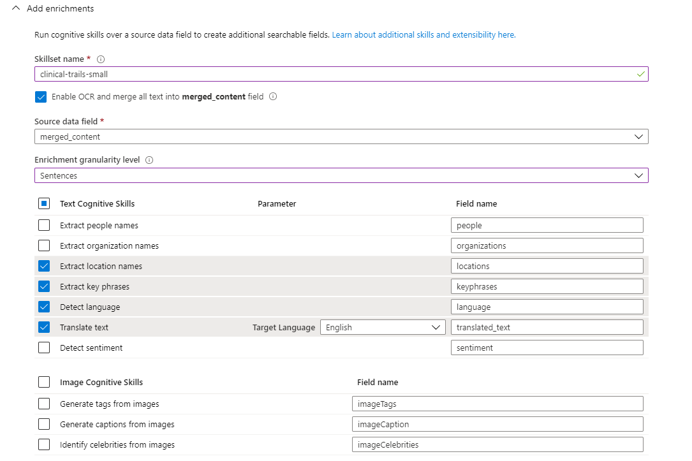 Add enrichments
Run cognitive skills over a source data field to create additional searchable fields. Learn about additional skills and extensibility here.
Skillset name *
clinical-trails-small
Enable OCR and merge all text into merged_content field
Source data field *
merged_content
Enrichment granularity level
Sentences
Text Cognitive Skills Parameter Field name
Extract people names people
Extract organization names organizations
Extract location names locations
Extract key phrases keyphrases
Detect language language
Translate text Target Language English translated_text
Detect sentiment sentiment
Image Cognitive Skills Field name
Generate tags from images imageTags
Generate captions from images imageCaption
Identify celebrities from images imageCelebrities